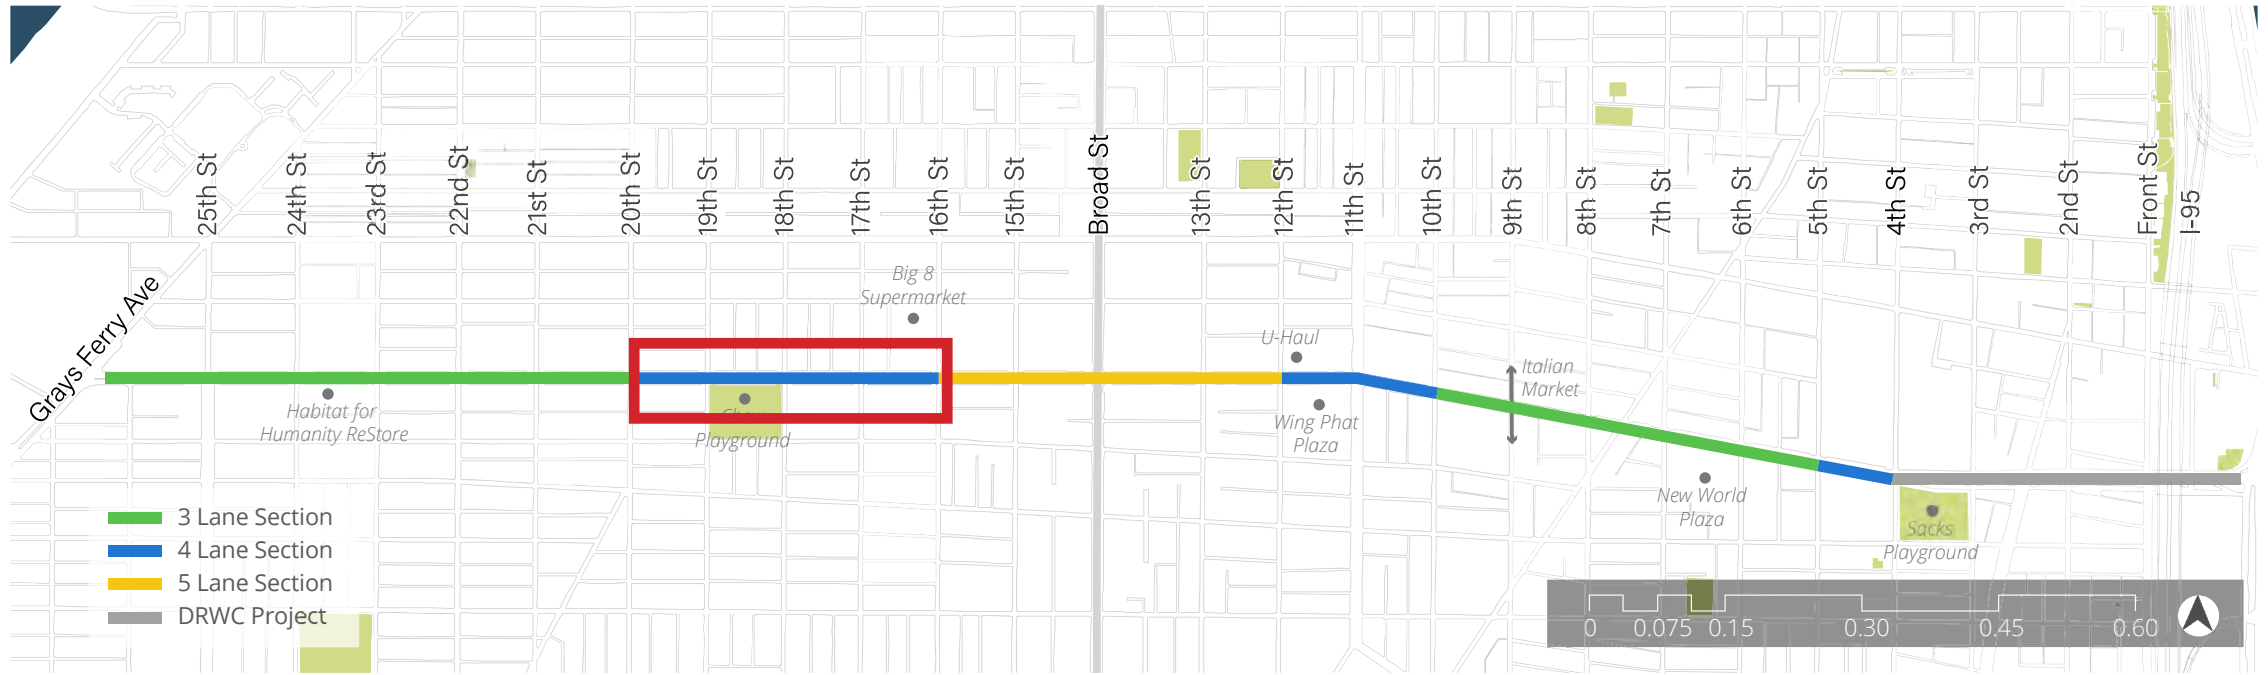 25th St
24th St
23rd St
22nd St
21st St
20th St
19th St
18th St
17th St
16th St
15th St
Broad St
13th St
12th St
11th St
10th St
9th St
8th St
7th St
6th St
5th St
4th St
3rd St
2nd St
Front St
I-95
Grays Ferry Ave
Big 8
Supermarket
U-Haul
Italian
Market
Habitat for
Humanity ReStore
Playground
Wing Phat
Plaza
New World
Plaza
Sacks
Playground
3 Lane Section
4 Lane Section
5 Lane Section
DRWC Project
0 0.075 0.15 0.30 0.45 0.60